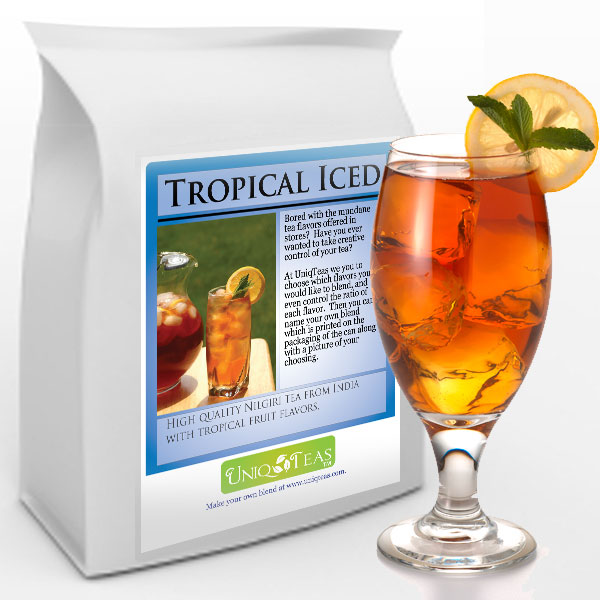 TROPICAL ICED
Bored with the mundane
tea flavors offered in
stores? Have you ever
wanted to take creative
control of your tea?
At UniqTeas we you to
choose which flavors you
would like to blend, and
even control the ratio of
each flavor. Then you can
name your own blend
which is printed on the
packaging of the can along
with a picture of your
choosing.
HIGH QUALITY NILGIRI TEA FROM INDIA
WITH TROPICAL FRUIT FLAVORS.
UNIQTEAS TM
Make your own blend at www.uniqteas.com.